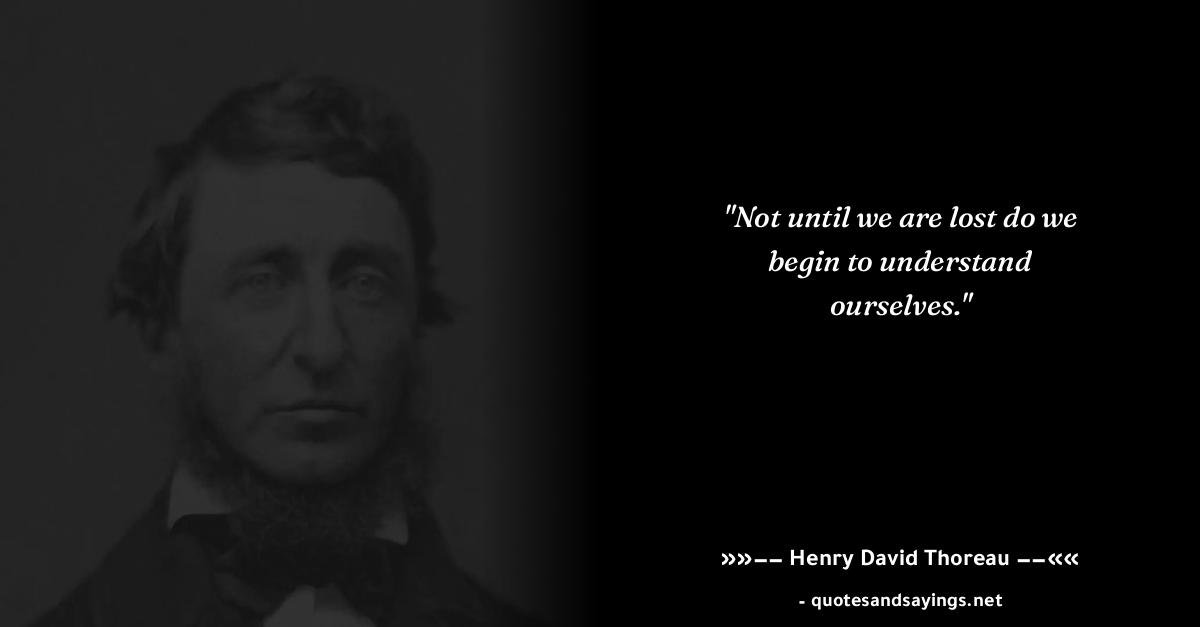 "Not until we are lost do we
begin to understand
ourselves."
»»−− Henry David Thoreau −−««
- quotesandsayings.net